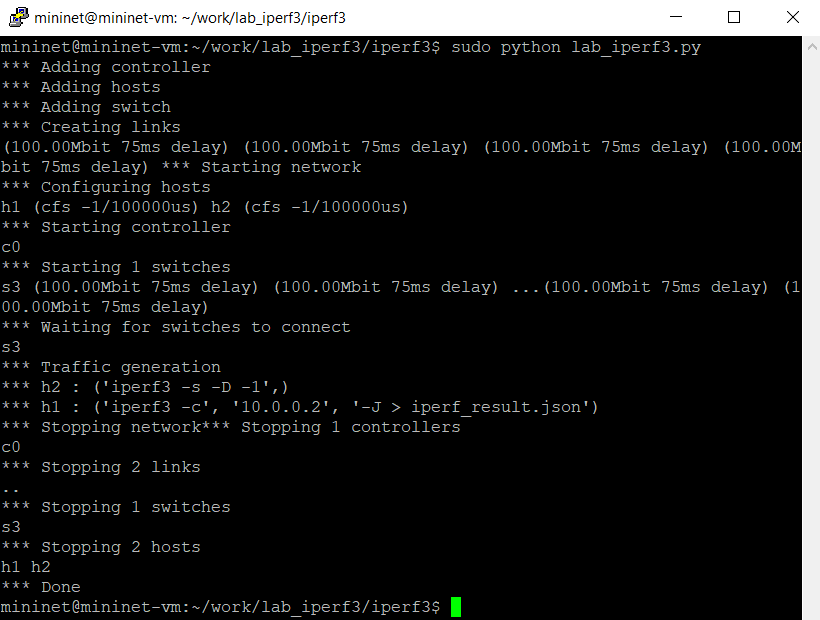 mininet@mininet-vm: ~/work/lab_iperf3/iperf3
mininet@mininet-vm:~/work/lab_iperf3/iperf3$ sudo python lab_iperf3.py
*** Adding controller
*** Adding hosts
*** Adding switch
*** Creating links
(100.00Mbit 75ms delay) (100.00Mbit 75ms delay) (100.00Mbit 75ms delay) (100.00M
bit 75ms delay) *** Starting network
*** Configuring hosts
h1 (cfs -1/100000us) h2 (cfs -1/100000us)
*** Starting controller
c0
*** Starting 1 switches
s3 (100.00Mbit 75ms delay) (100.00Mbit 75ms delay) ...(100.00Mbit 75ms delay) (1
00.00Mbit 75ms delay)
*** Waiting for switches to connect
s3
*** Traffic generation
*** h2 : ('iperf3 -s -D -1',)
*** h1 : ('iperf3 -c', '10.0.0.2', '-J > iperf_result.json')
*** Stopping network*** Stopping 1 controllers
c0
*** Stopping 2 links
..
*** Stopping 1 switches
s3
*** Stopping 2 hosts
h1 h2
*** Done
mininet@mininet-vm:~/work/lab_iperf3/iperf3$